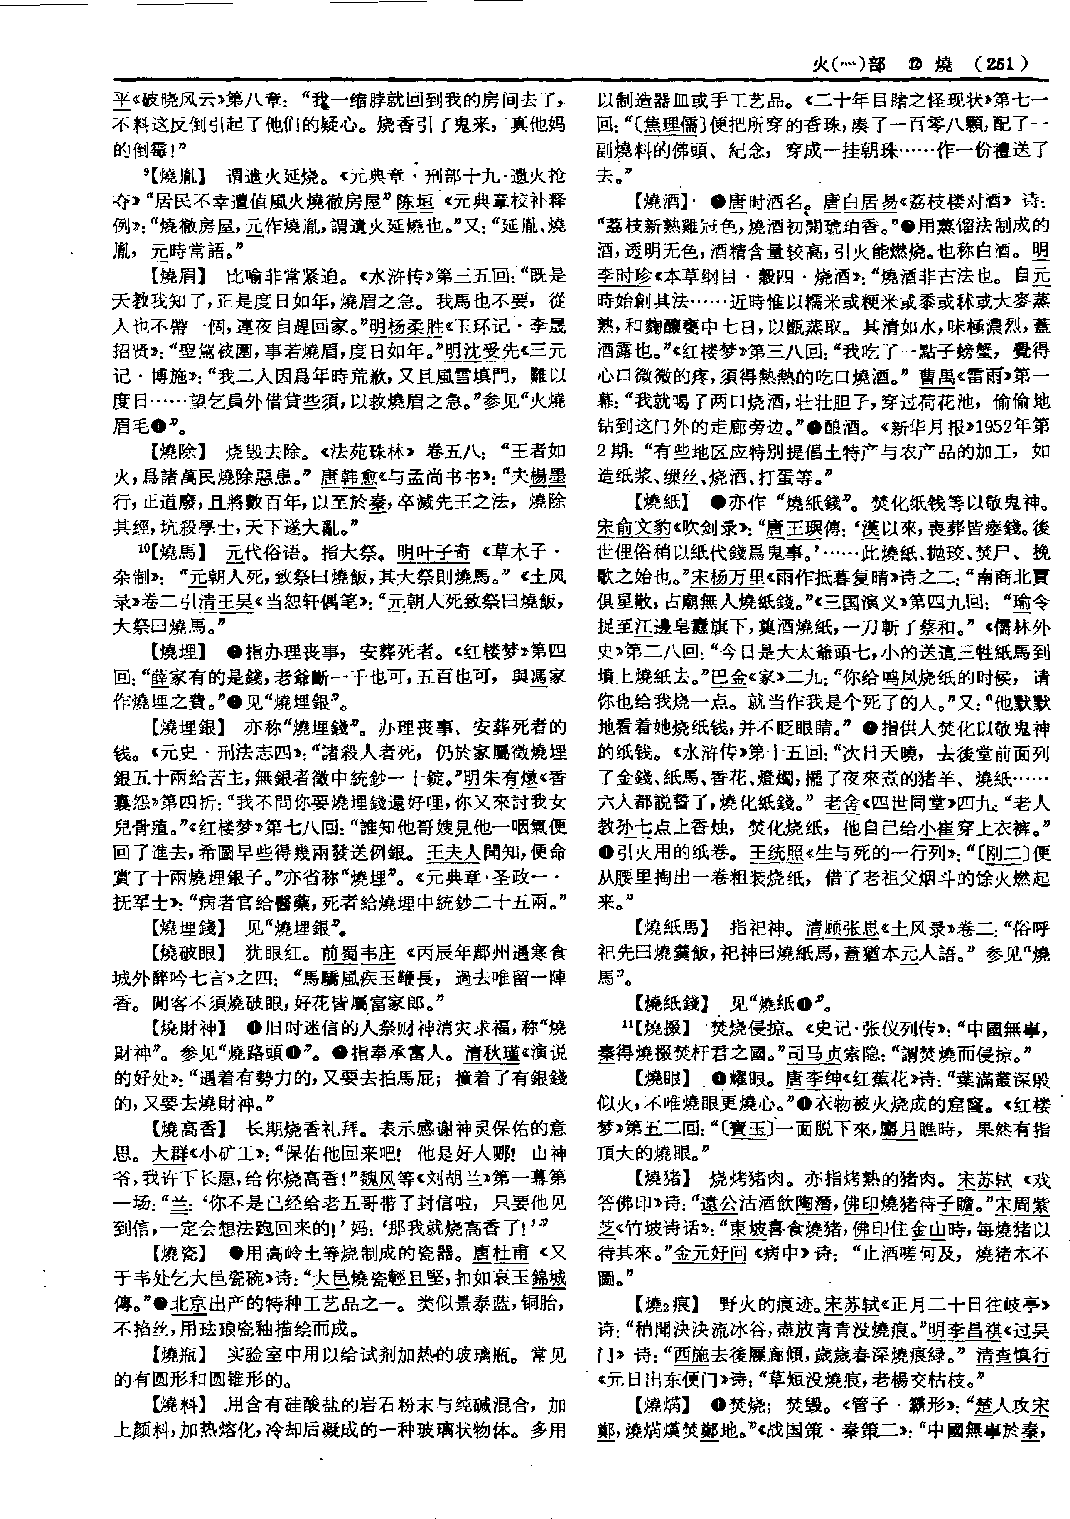 火(灬)部 ⑫ 燒 (251)
平《破晓风云》第八章：“我一缩脖就回到我的房间去了，
不料这反倒引起了他们的疑心。烧香引了鬼来，真他妈
的倒霉！”
⁹【燒胤】 谓遗火延烧。《元典章·刑部十九·遗火抢
夺》“居民不幸遭值風火燒徹房屋”陈垣《元典章校补释
例》：“燒徹房屋，元作燒胤，謂遺火延燒也。”又：“延胤、燒
胤，元時常語。”
【燒眉】 比喻非常紧迫。《水浒传》第三五回：“既是
天教我知了，正是度日如年，燒眉之急。我馬也不要，從
人也不帶一個，連夜自趕回家。”明杨柔胜《玉环记·李晟
招贤》：“聖駕被圍，事若燒眉，度日如年。”明沈受先《三元
记·博施》：“我二人因爲年時荒歉，又且風雪填門，難以
度日……望乞員外借貸些須，以救燒眉之急。”参见“火燒
眉毛❶”。
【燒除】 烧毁去除。《法苑珠林》卷五八：“王者如
火，爲諸萬民燒除惡患。”唐韩愈《与孟尚书书》：“夫楊墨
行，正道廢，且將數百年，以至於秦，卒滅先王之法，燒除
其經，坑殺學士，天下遂大亂。”
¹⁰【燒馬】 元代俗语。指大祭。明叶子奇《草木子·
杂制》：“元朝人死，致祭曰燒飯，其大祭則燒馬。”《土风
录》卷二引清王昊《当恕轩偶笔》：“元朝人死致祭曰燒飯，
大祭曰燒馬。”
【燒埋】 ❶指办理丧事，安葬死者。《红楼梦》第四
回：“薛家有的是錢，老爺斷一千也可，五百也可，與馮家
作燒埋之費。”❷见“燒埋銀”。
【燒埋銀】 亦称“燒埋錢”。办理丧事、安葬死者的
钱。《元史·刑法志四》：“諸殺人者死，仍於家屬徵燒埋
銀五十兩給苦主，無銀者徵中統鈔一十錠。”明朱有燉《香
囊怨》第四折：“我不問你要燒埋錢還好哩，你又來討我女
兒骨殖。”《红楼梦》第七八回：“誰知他哥嫂見他一咽氣便
回了進去，希圖早些得幾兩發送例銀。王夫人聞知，便命
賞了十兩燒埋銀子。”亦省称“燒埋”。《元典章·圣政一·
抚军士》：“病者官給醫藥，死者給燒埋中統鈔二十五兩。”
【燒埋錢】 见“燒埋銀”。
【燒破眼】 犹眼红。前蜀韦庄《丙辰年鄜州遇寒食
城外醉吟七言》之四：“馬驕風疾玉鞭長，過去唯留一陣
香。閒客不須燒破眼，好花皆屬富家郎。”
【燒財神】 ❶旧时迷信的人祭财神消灾求福，称“燒
財神”。参见“燒路頭❶”。❷指奉承富人。清秋瑾《演说
的好处》：“遇着有勢力的，又要去拍馬屁；撞着了有銀錢
的，又要去燒財神。”
【燒高香】 长期烧香礼拜。表示感谢神灵保佑的意
思。大群《小矿工》：“保佑他回来吧！他是好人哪！山神
爷，我许下长愿，给你烧高香！”魏风等《刘胡兰》第一幕第
一场：“兰：‘你不是已经给老五哥带了封信啦，只要他见
到信，一定会想法跑回来的！’妈：‘那我就烧高香了！’”
【燒瓷】 ❶用高岭土等烧制成的瓷器。唐杜甫《又
于韦处乞大邑瓷碗》诗：“大邑燒瓷輕且堅，扣如哀玉錦城
傳。”❷北京出产的特种工艺品之一。类似景泰蓝，铜胎，
不掐丝，用珐琅瓷釉描绘而成。
【燒瓶】 实验室中用以给试剂加热的玻璃瓶。常见
的有圆形和圆锥形的。
【燒料】 用含有硅酸盐的岩石粉末与纯碱混合，加
上颜料，加热熔化，冷却后凝成的一种玻璃状物体。多用
以制造器皿或手工艺品。《二十年目睹之怪现状》第七一
回：“〔焦理儒〕便把所穿的香珠，湊了一百零八顆，配了一
副燒料的佛頭、紀念，穿成一挂朝珠……作一份禮送了
去。”
【燒酒】 ❶唐时酒名。唐白居易《荔枝楼对酒》诗：
“荔枝新熟雞冠色，燒酒初開琥珀香。”❷用蒸馏法制成的
酒，透明无色，酒精含量较高，引火能燃烧。也称白酒。明
李时珍《本草纲目·穀四·烧酒》：“燒酒非古法也。自元
時始創其法……近時惟以糯米或粳米或黍或秫或大麥蒸
熟，和麴釀甕中七日，以甑蒸取。其清如水，味極濃烈，蓋
酒露也。”《红楼梦》第三八回：“我吃了一點子螃蟹，覺得
心口微微的疼，須得熱熱的吃口燒酒。”曹禺《雷雨》第一
幕：“我就喝了两口烧酒，壮壮胆子，穿过荷花池，偷偷地
钻到这门外的走廊旁边。”❸酿酒。《新华月报》1952年第
2期：“有些地区应特别提倡土特产与农产品的加工，如
造纸浆、缫丝、烧酒、打蛋等。”
【燒紙】 ❶亦作“燒紙錢”。焚化纸钱等以敬鬼神。
宋俞文豹《吹剑录》：“唐王璵傳：‘漢以來，喪葬皆瘞錢。後
世俚俗稍以紙代錢爲鬼事。’……此燒紙、抛珓、焚尸、挽
歌之始也。”宋杨万里《雨作抵暮复晴》诗之二：“南商北賈
俱星散，占廟無人燒紙錢。”《三国演义》第四九回：“瑜令
捉至江邊皂纛旗下，奠酒燒紙，一刀斬了蔡和。”《儒林外
史》第二八回：“今日是大太爺頭七，小的送這三牲紙馬到
墳上燒紙去。”巴金《家》二九：“你给鸣凤烧纸的时候，请
你也给我烧一点。就当作我是个死了的人。”又：“他默默
地看着她烧纸钱，并不眨眼睛。”❷指供人焚化以敬鬼神
的纸钱。《水浒传》第十五回：“次日天曉，去後堂前面列
了金錢、紙馬、香花、燈燭，擺了夜來煮的猪羊、燒紙……
六人都説誓了，燒化紙錢。”老舍《四世同堂》四九：“老人
教孙七点上香烛，焚化烧纸，他自己给小崔穿上衣裤。”
❸引火用的纸卷。王统照《生与死的一行列》：“〔刚二〕便
从腰里掏出一卷粗装烧纸，借了老祖父烟斗的馀火燃起
来。”
【燒紙馬】 指祀神。清顾张思《土风录》卷二：“俗呼
祀先曰燒羹飯，祀神曰燒紙馬，蓋猶本元人語。”参见“燒
馬”。
【燒紙錢】 见“燒紙❶”。
¹¹【燒掇】 焚烧侵掠。《史记·张仪列传》：“中國無事，
秦得燒掇焚杅君之國。”司马贞索隐：“謂焚燒而侵掠。”
【燒眼】 ❶耀眼。唐李绅《红蕉花》诗：“葉滿叢深殷
似火，不唯燒眼更燒心。”❷衣物被火烧成的窟窿。《红楼
梦》第五二回：“〔寶玉〕一面脱下來，麝月瞧時，果然有指
頂大的燒眼。”
【燒猪】 烧烤猪肉。亦指烤熟的猪肉。宋苏轼《戏
答佛印》诗：“遠公沽酒飲陶潛，佛印燒猪待子瞻。”宋周紫
芝《竹坡诗话》：“東坡喜食燒猪，佛印住金山時，每燒猪以
待其來。”金元好问《病中》诗：“止酒嗟何及，燒猪本不
圖。”
【燒₂痕】 野火的痕迹。宋苏轼《正月二十日往岐亭》
诗：“稍聞决决流冰谷，盡放青青没燒痕。”明李昌祺《过吴
门》诗：“西施去後屧廊傾，歲歲春深燒痕緑。”清查慎行
《元日出东便门》诗：“草短没燒痕，老楊交枯枝。”
【燒焫】 ❶焚烧；焚毁。《管子·霸形》：“楚人攻宋
鄭，燒焫熯焚鄭地。”《战国策·秦策二》：“中國無事於秦，